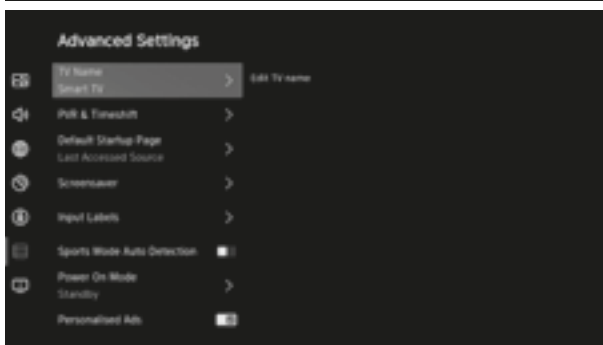 Advanced Settings
TV Name
Smart TV
Edit TV name
PVR & Timeshift
Default Startup Page
Last Accessed Source
Screensaver
Input Labels
Sports Mode Auto Detection
Power On Mode
Standby
Personalised Ads